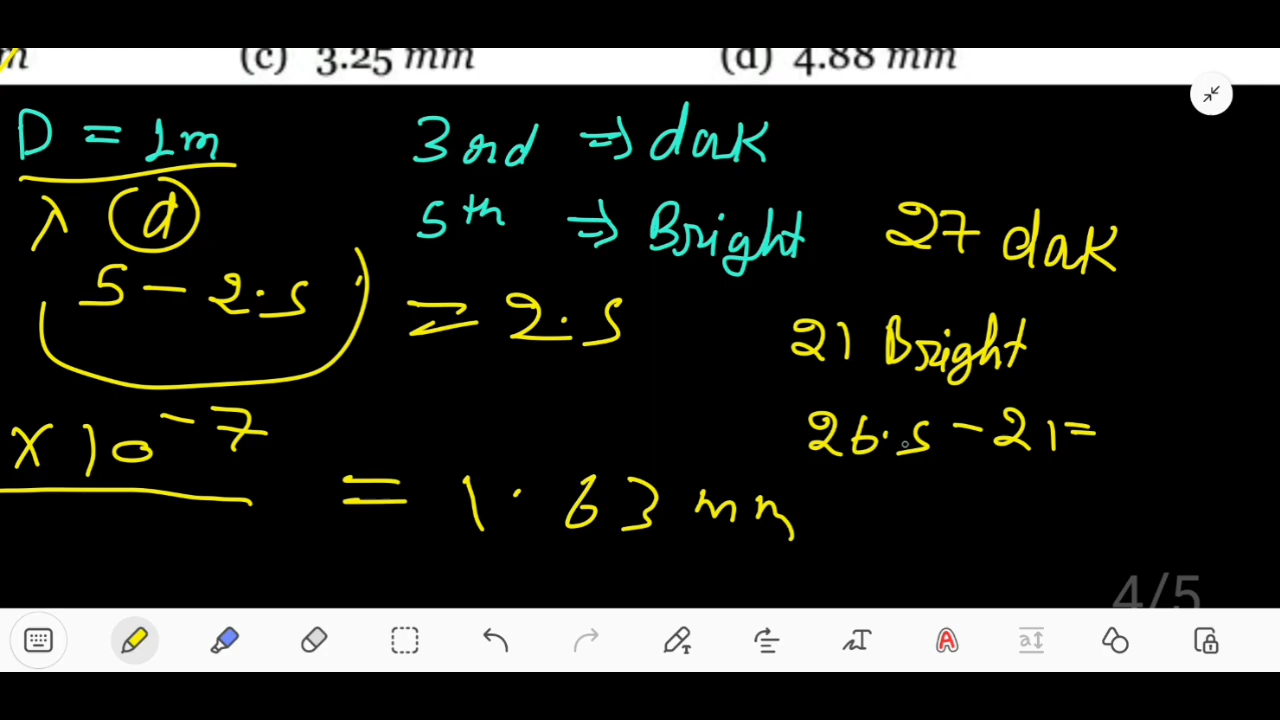 m (c) 3.25 mm (d) 4.88 mm
D = 1m 3rd ⇒ dak
λ d 5th ⇒ Bright 27 dak
5 - 2.5 = 2.5 21 Bright
x 10^-7 26.5 - 21 =
= 1.63 mm
4/5